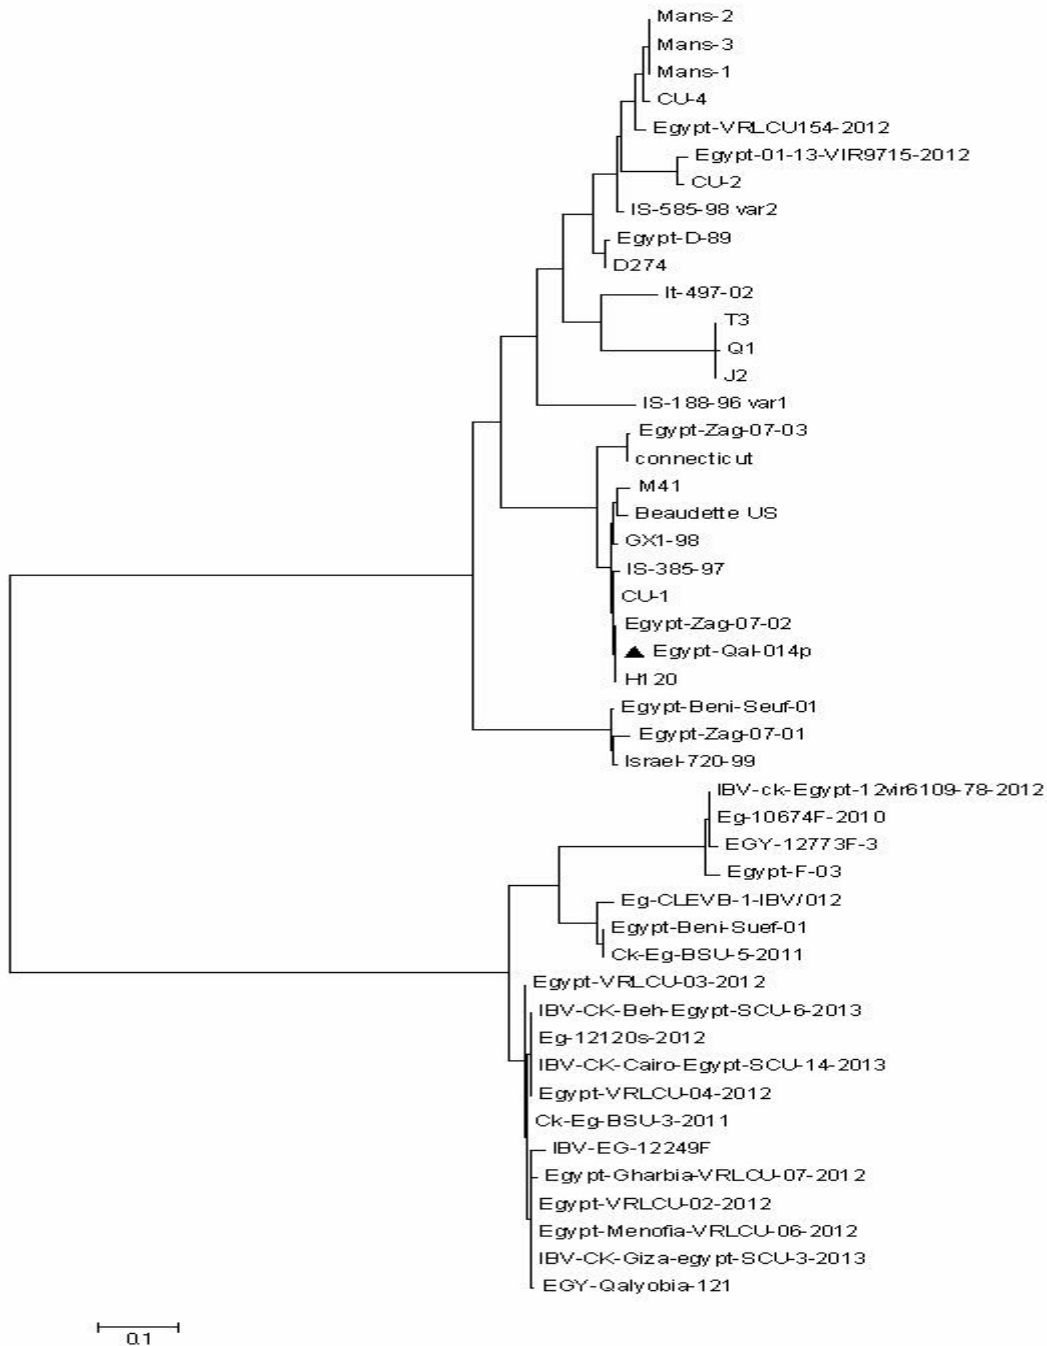 Mans-2
Mans-3
Mans-1
CU-4
Egypt-VRLCU154-2012
Egypt-01-13-VIR9715-2012
CU-2
IS-585-98 var2
Egypt-D-89
D274
It-497-02
T3
Q1
J2
IS-188-96 var1
Egypt-Zag-07-03
connecticut
M41
Beaudette US
GX1-98
IS-385-97
CU-1
Egypt-Zag-07-02
Egypt-Qal-014p
H120
Egypt-Beni-Seuf-01
Egypt-Zag-07-01
Israel-720-99
IBV-ck-Egypt-12vir6109-78-2012
Eg-10674F-2010
EGY-12773F-3
Egypt-F-03
Eg-CLEVB-1-IBV/012
Egypt-Beni-Suef-01
Ck-Eg-BSU-5-2011
Egypt-VRLCU-03-2012
IBV-CK-Beh-Egypt-SCU-6-2013
Eg-12120s-2012
IBV-CK-Cairo-Egypt-SCU-14-2013
Egypt-VRLCU-04-2012
Ck-Eg-BSU-3-2011
IBV-EG-12249F
Egypt-Gharbia-VRLCU-07-2012
Egypt-VRLCU-02-2012
Egypt-Menofia-VRLCU-06-2012
IBV-CK-Giza-egypt-SCU-3-2013
EGY-Qalyobia-121
0.1